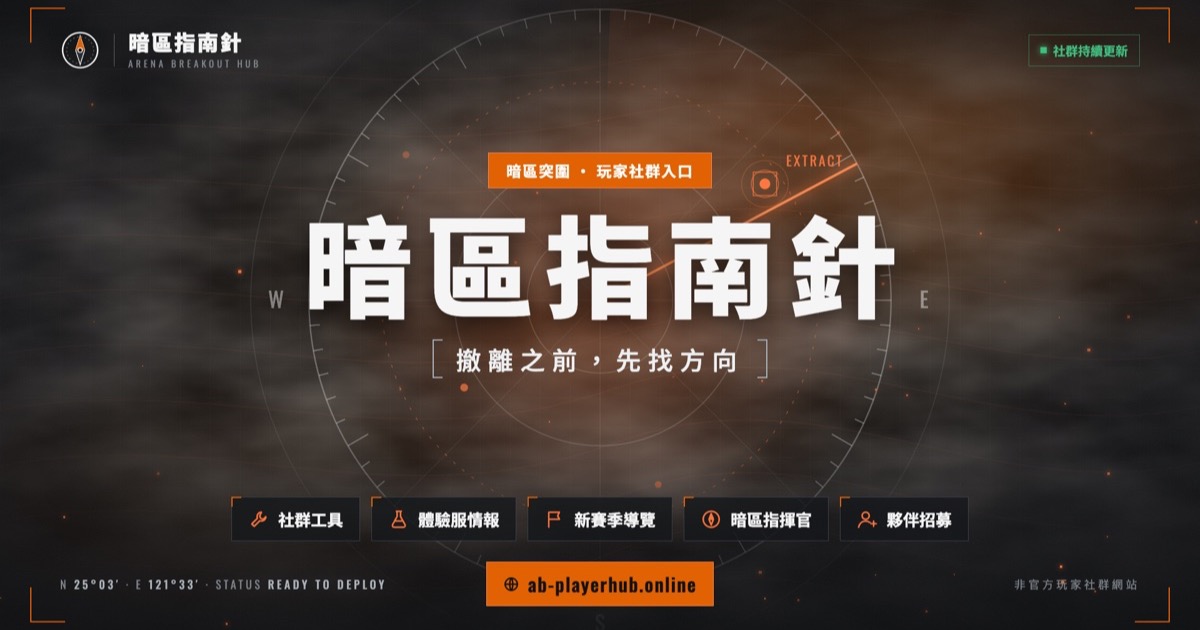 暗區指南針
ARENA BREAKOUT HUB
社群持續更新
暗區突圍 · 玩家社群入口
EXTRACT
暗區指南針
W
E
撤離之前，先找方向
社群工具
體驗服情報
新賽季導覽
暗區指揮官
夥伴招募
N 25°03′ · E 121°33′ · STATUS READY TO DEPLOY
ab-playerhub.online
非官方玩家社群網站
S